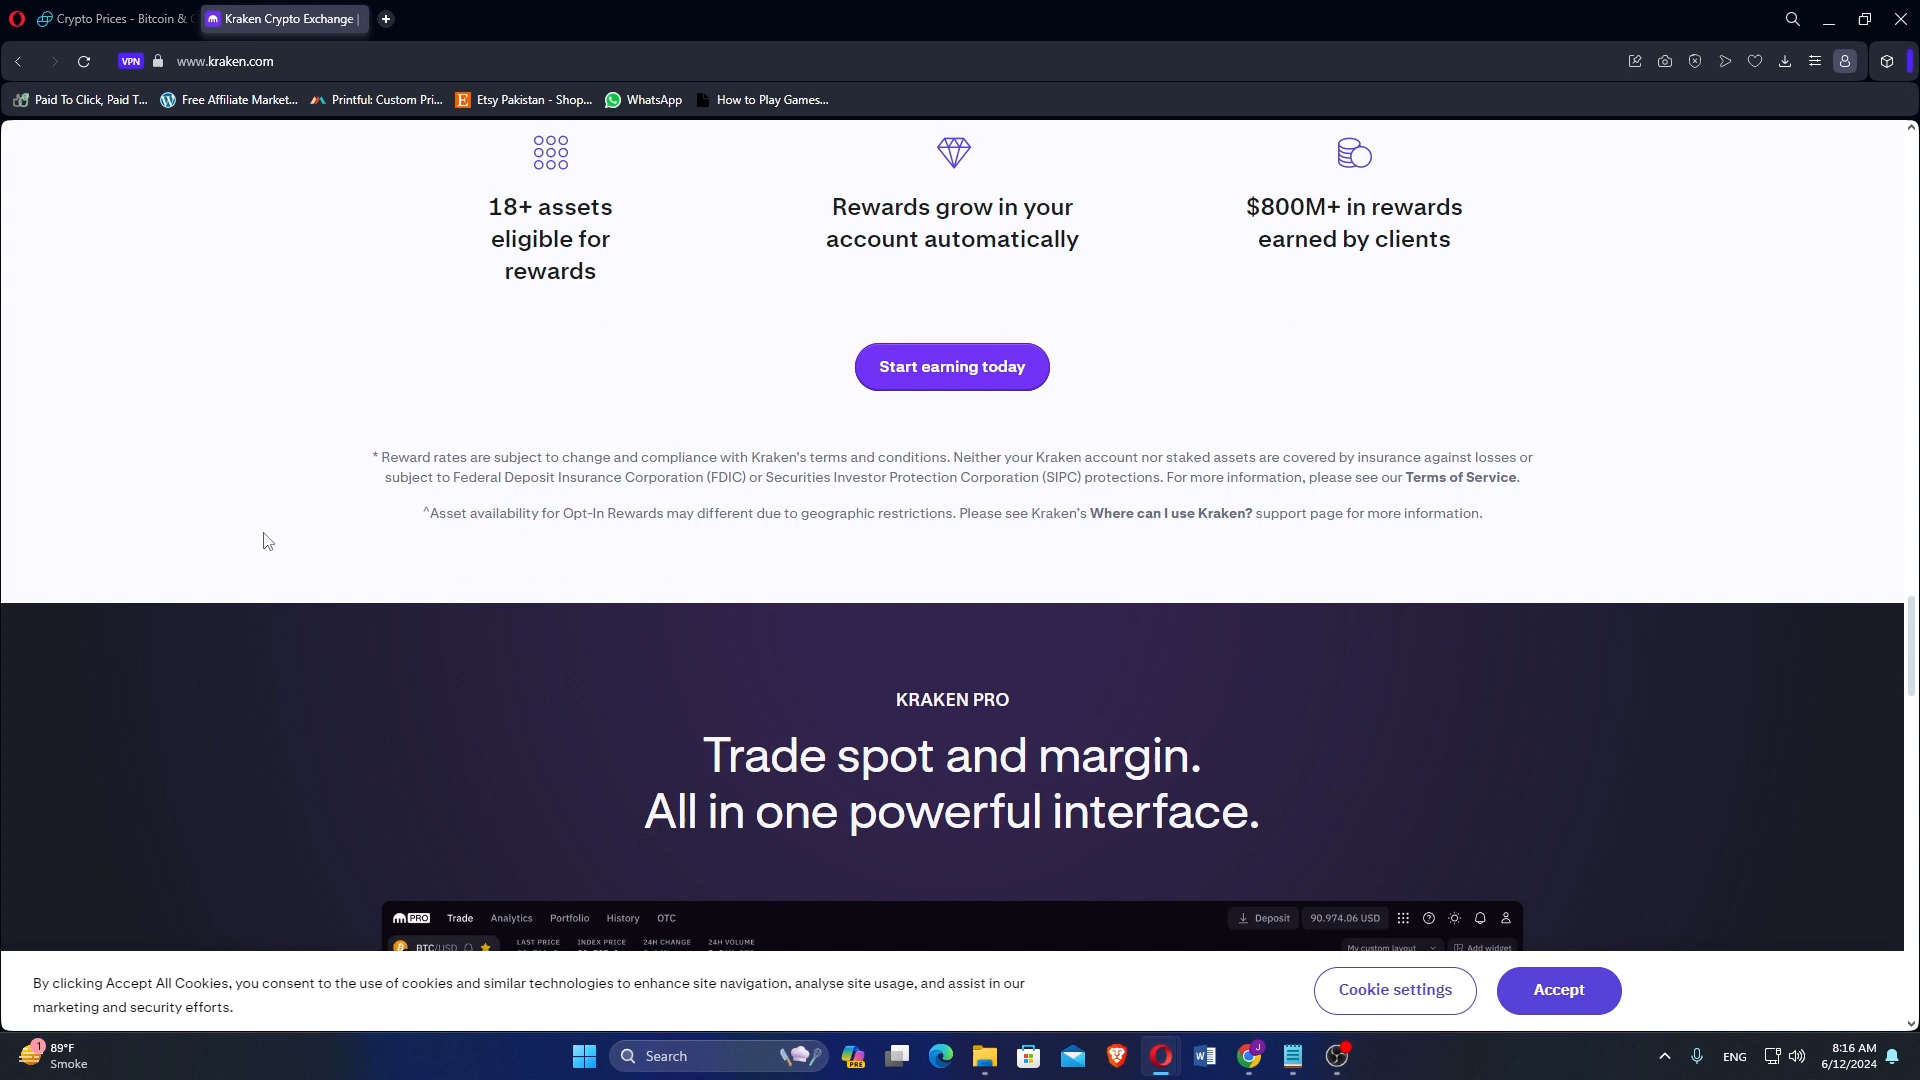 Crypto Prices - Bitcoin &
Kraken Crypto Exchange |
VPN
www.kraken.com
Paid To Click, Paid T...
Free Affiliate Market...
Printful: Custom Pri...
Etsy Pakistan - Shop...
WhatsApp
How to Play Games...
18+ assets
eligible for
rewards
Rewards grow in your
account automatically
$800M+ in rewards
earned by clients
Start earning today
* Reward rates are subject to change and compliance with Kraken's terms and conditions. Neither your Kraken account nor staked assets are covered by insurance against losses or
subject to Federal Deposit Insurance Corporation (FDIC) or Securities Investor Protection Corporation (SIPC) protections. For more information, please see our Terms of Service.
^Asset availability for Opt-In Rewards may different due to geographic restrictions. Please see Kraken's Where can I use Kraken? support page for more information.
KRAKEN PRO
Trade spot and margin.
All in one powerful interface.
PRO Trade Analytics Portfolio History OTC
Deposit 90,974.06 USD
BTC/USD
LAST PRICE INDEX PRICE 24H CHANGE 24H VOLUME
My custom layout
Add widget
By clicking Accept All Cookies, you consent to the use of cookies and similar technologies to enhance site navigation, analyse site usage, and assist in our
marketing and security efforts.
Cookie settings
Accept
1
89°F
Smoke
Search
PRE
J
ENG
8:16 AM
6/12/2024